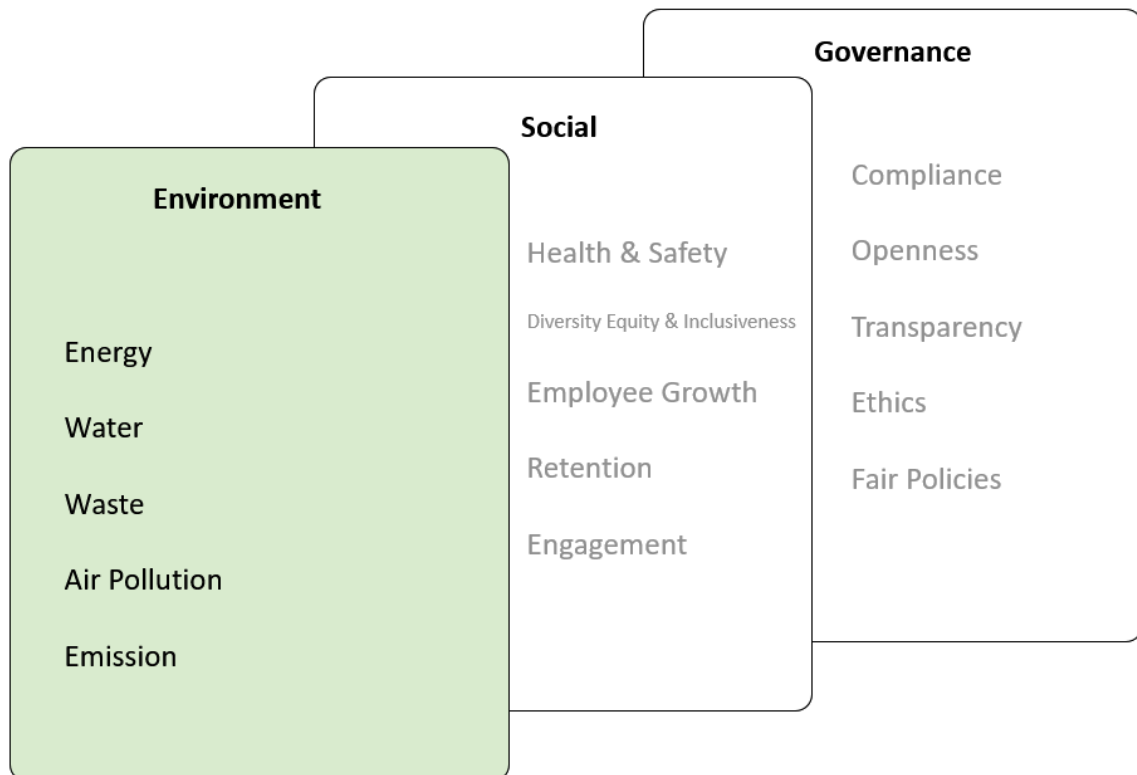 Governance
Compliance
Openness
Transparency
Ethics
Fair Policies
Social
Health & Safety
Diversity Equity & Inclusiveness
Employee Growth
Retention
Engagement
Environment
Energy
Water
Waste
Air Pollution
Emission